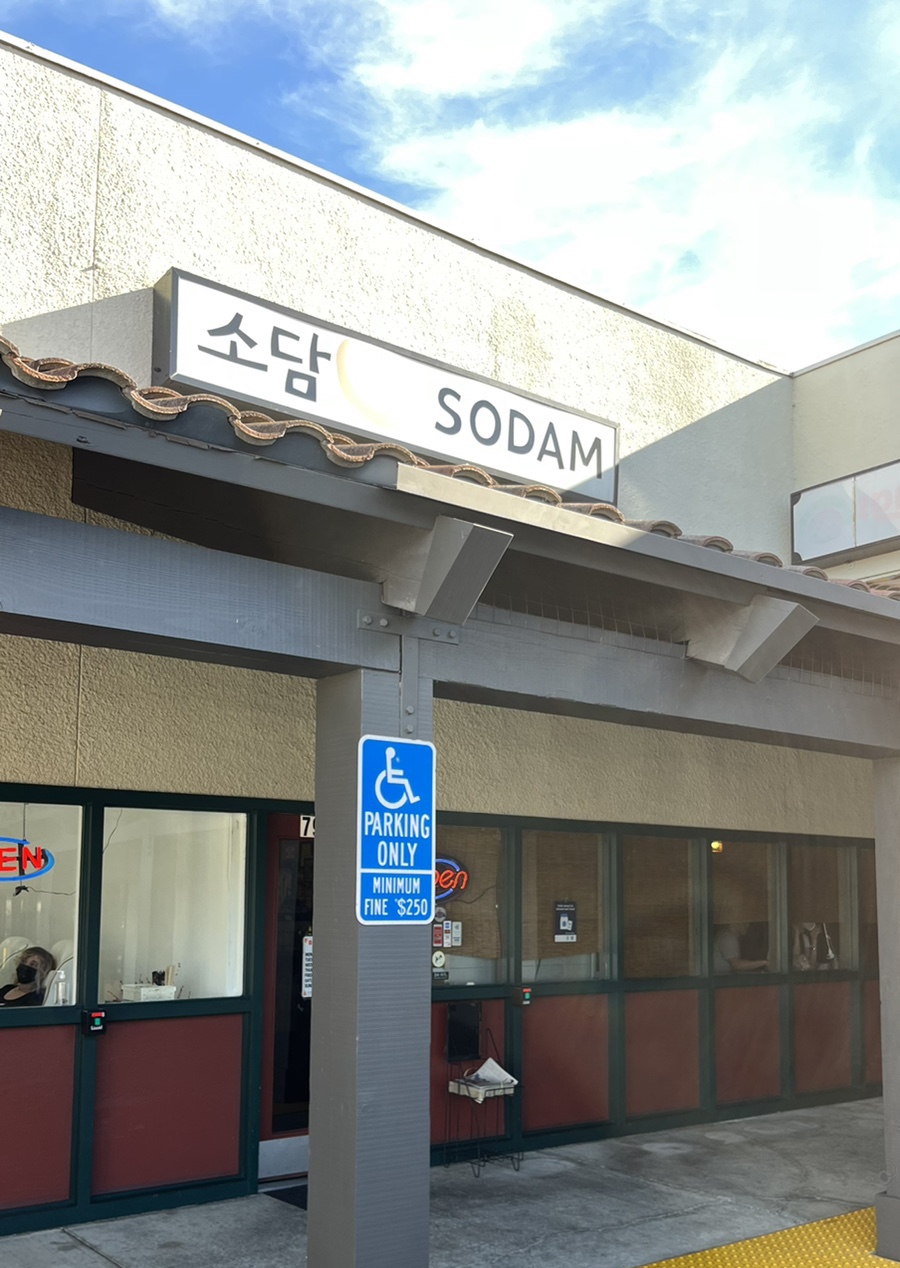 소담 SODAM
PARKING
ONLY
MINIMUM
FINE $250